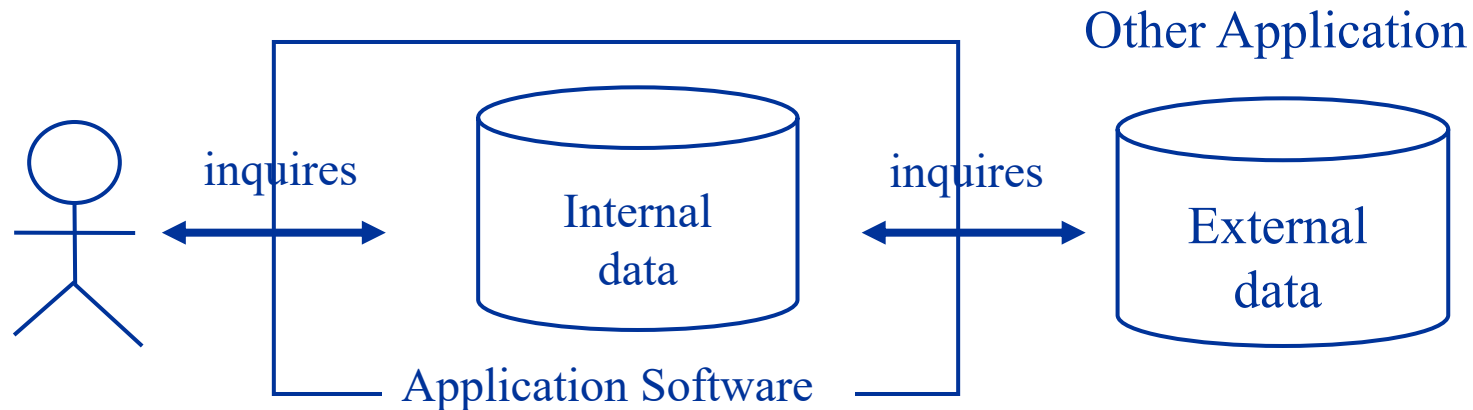 Other Application
inquires
inquires
Internal
data
External
data
Application Software